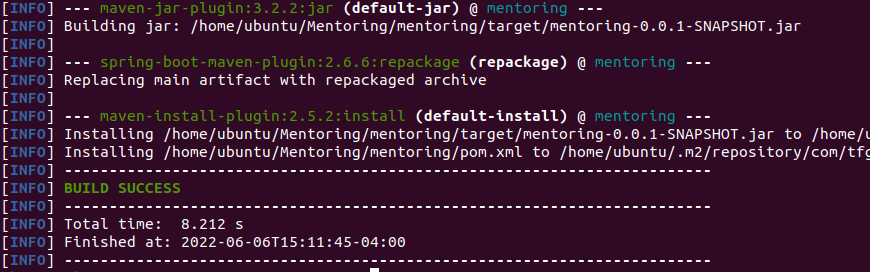 [INFO] --- maven-jar-plugin:3.2.2:jar (default-jar) @ mentoring ---
[INFO] Building jar: /home/ubuntu/Mentoring/mentoring/target/mentoring-0.0.1-SNAPSHOT.jar
[INFO]
[INFO] --- spring-boot-maven-plugin:2.6.6:repackage (repackage) @ mentoring ---
[INFO] Replacing main artifact with repackaged archive
[INFO]
[INFO] --- maven-install-plugin:2.5.2:install (default-install) @ mentoring ---
[INFO] Installing /home/ubuntu/Mentoring/mentoring/target/mentoring-0.0.1-SNAPSHOT.jar to /home/u
[INFO] Installing /home/ubuntu/Mentoring/mentoring/pom.xml to /home/ubuntu/.m2/repository/com/tfg
[INFO] ------------------------------------------------------------------------
[INFO] BUILD SUCCESS
[INFO] ------------------------------------------------------------------------
[INFO] Total time:  8.212 s
[INFO] Finished at: 2022-06-06T15:11:45-04:00
[INFO] ------------------------------------------------------------------------